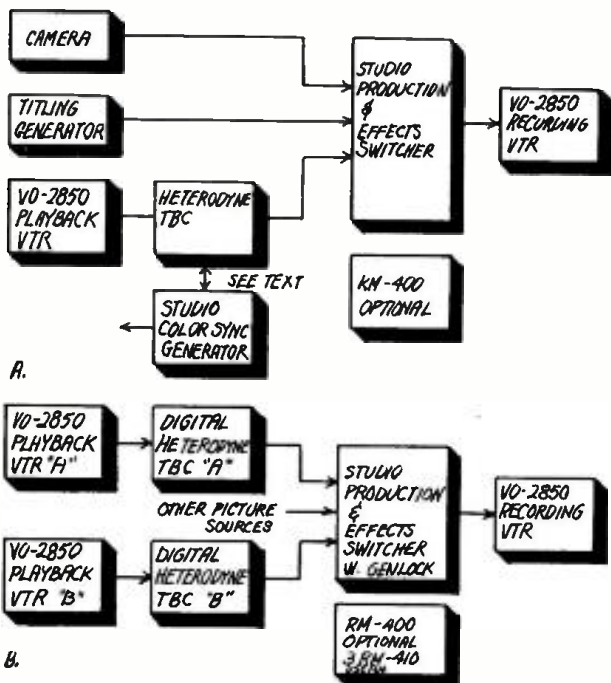 CAMERA
TITLING
GENERATOR
VO-2850
PLAYBACK
VTR
HETERODYNE
TBC
SEE TEXT
STUDIO
COLOR SYNC
GENERATOR
STUDIO
PRODUCTION
&
EFFECTS
SWITCHER
VO-2850
RECORDING
VTR
KM-400
OPTIONAL
A.
VO-2850
PLAYBACK
VTR "A"
DIGITAL
HETERODYNE
TBC "A"
OTHER PICTURE
SOURCES
VO-2850
PLAYBACK
VTR "B"
DIGITAL
HETERODYNE
TBC "B"
STUDIO
PRODUCTION
&
EFFECTS
SWITCHER
W. GENLOCK
VO-2850
RECORDING
VTR
RM-400
OPTIONAL
RM-410
B.